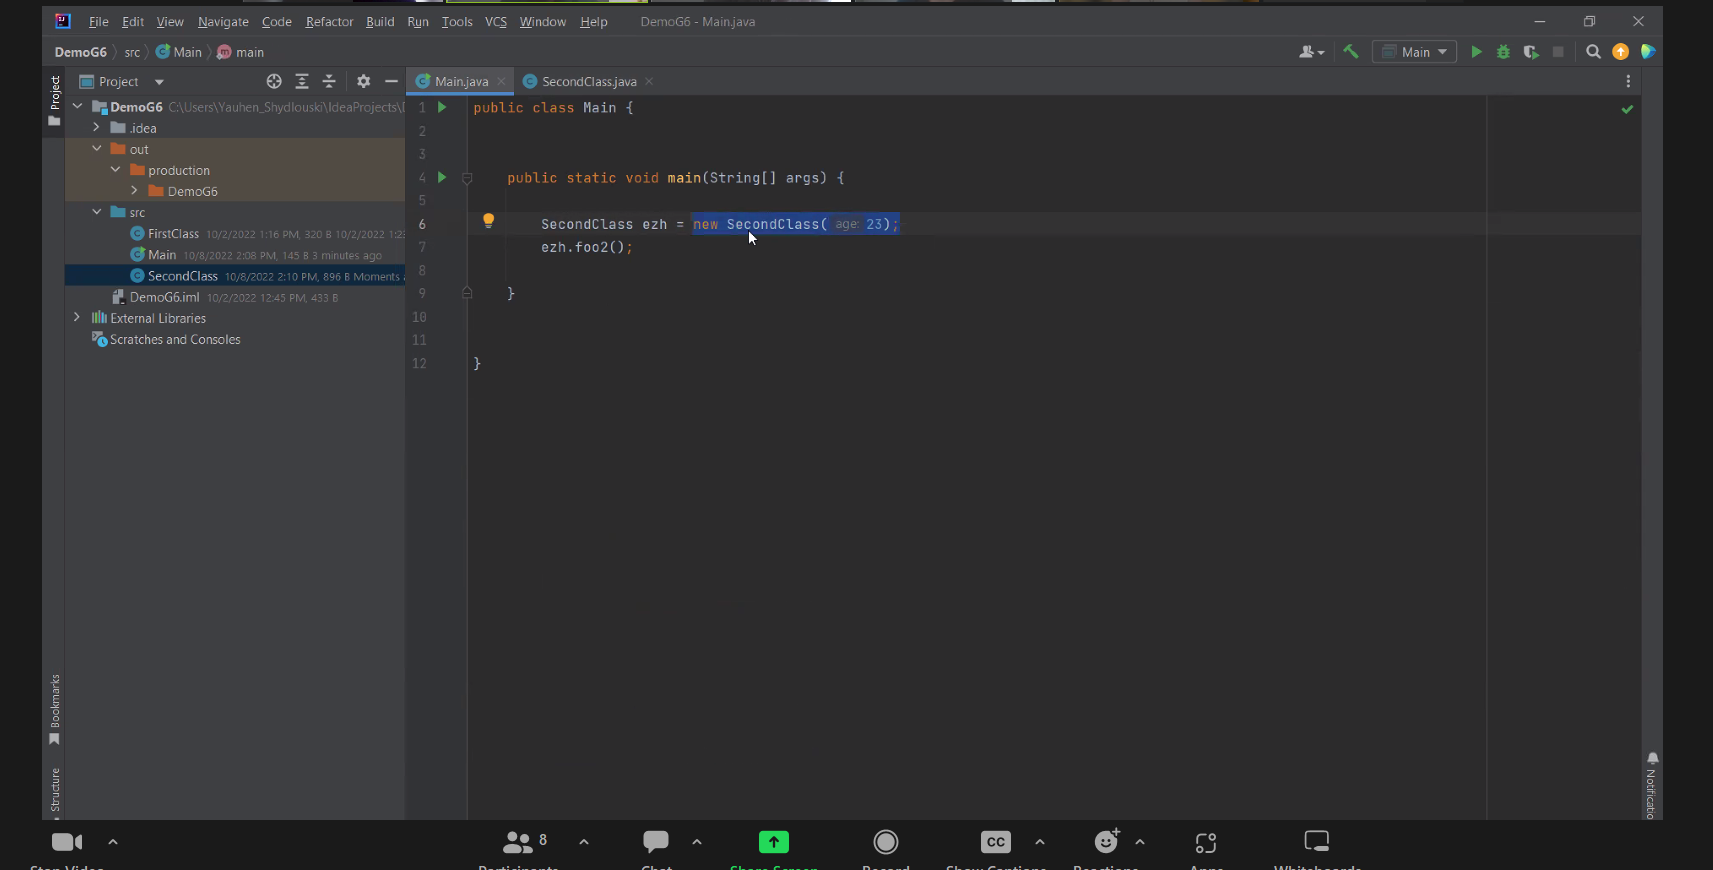 File Edit View Navigate Code Refactor Build Run Tools VCS Window Help DemoG6 - Main.java
DemoG6 src Main main Main
Project Main.java SecondClass.java
Project
DemoG6 C:\Users\Yauhen_Shydlouski\IdeaProjects\D
.idea
out
production
DemoG6
src
FirstClass 10/2/2022 1:16 PM, 320 B 10/2/2022 1:23
Main 10/8/2022 2:08 PM, 145 B 3 minutes ago
SecondClass 10/8/2022 2:10 PM, 896 B Moments a
DemoG6.iml 10/2/2022 12:45 PM, 433 B
External Libraries
Scratches and Consoles
1 public class Main {
2
3
4 public static void main(String[] args) {
5
6 SecondClass ezh = new SecondClass( age: 23);
7 ezh.foo2();
8
9 }
10
11
12 }
Bookmarks
Structure
Notificatio
8
CC
Stop Video Participants Chat Share Screen Record Show Captions Reactions Apps Whiteboards